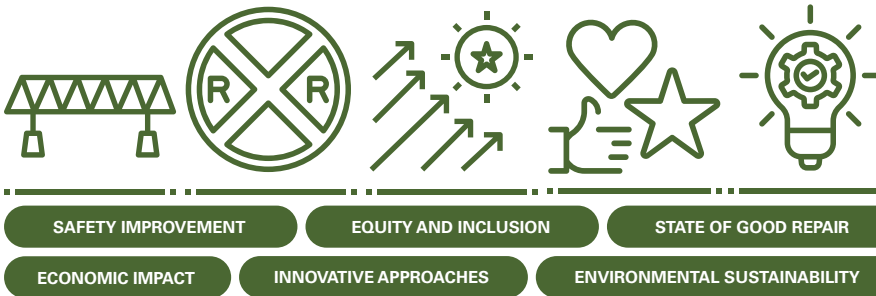 R R
SAFETY IMPROVEMENT
EQUITY AND INCLUSION
STATE OF GOOD REPAIR
ECONOMIC IMPACT
INNOVATIVE APPROACHES
ENVIRONMENTAL SUSTAINABILITY